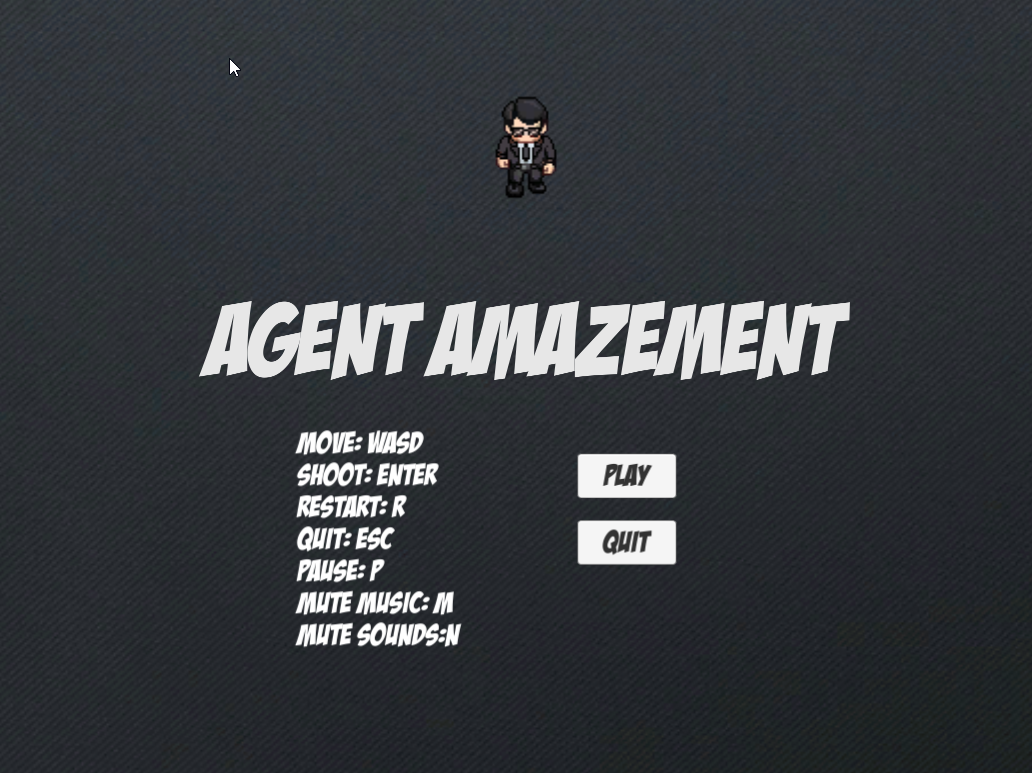 AGENT AMAZEMENT
MOVE: WASD
SHOOT: ENTER
RESTART: R
QUIT: ESC
PAUSE: P
MUTE MUSIC: M
MUTE SOUNDS:N
PLAY
QUIT